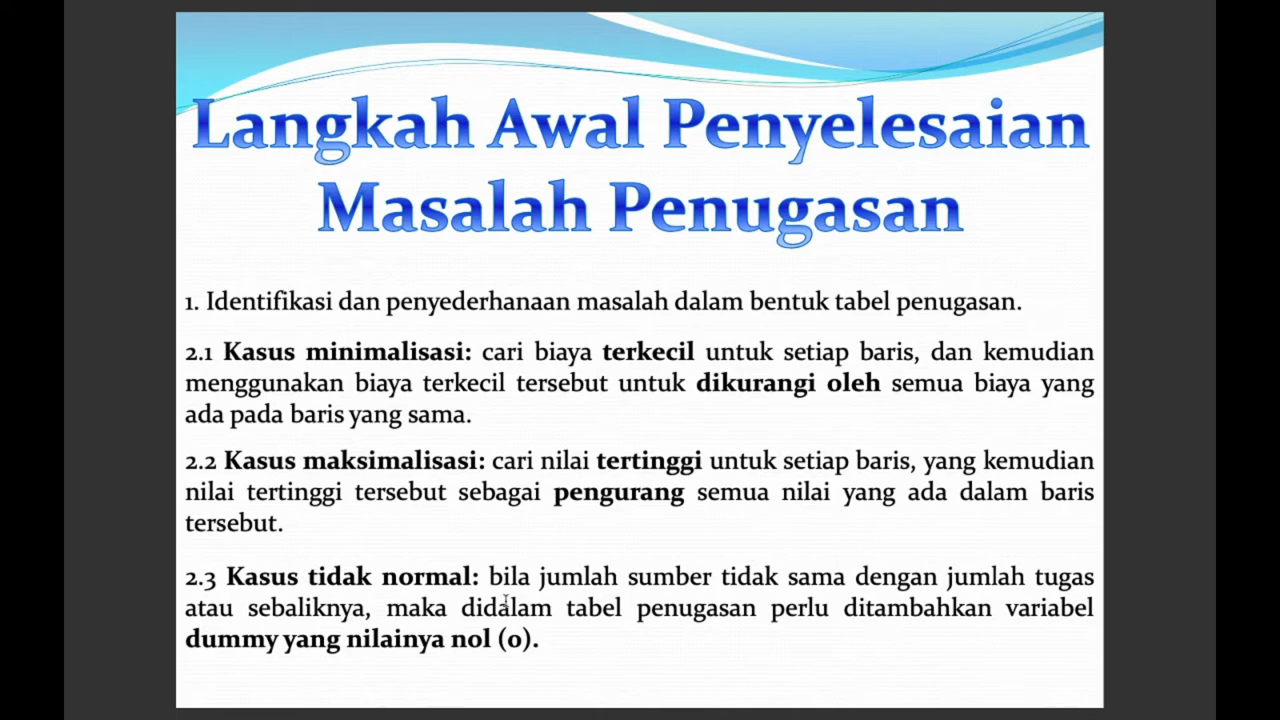 Langkah Awal Penyelesaian
Masalah Penugasan
1. Identifikasi dan penyederhanaan masalah dalam bentuk tabel penugasan.
2.1 Kasus minimalisasi: cari biaya terkecil untuk setiap baris, dan kemudian
menggunakan biaya terkecil tersebut untuk dikurangi oleh semua biaya yang
ada pada baris yang sama.
2.2 Kasus maksimalisasi: cari nilai tertinggi untuk setiap baris, yang kemudian
nilai tertinggi tersebut sebagai pengurang semua nilai yang ada dalam baris
tersebut.
2.3 Kasus tidak normal: bila jumlah sumber tidak sama dengan jumlah tugas
atau sebaliknya, maka didalam tabel penugasan perlu ditambahkan variabel
dummy yang nilainya nol (0).